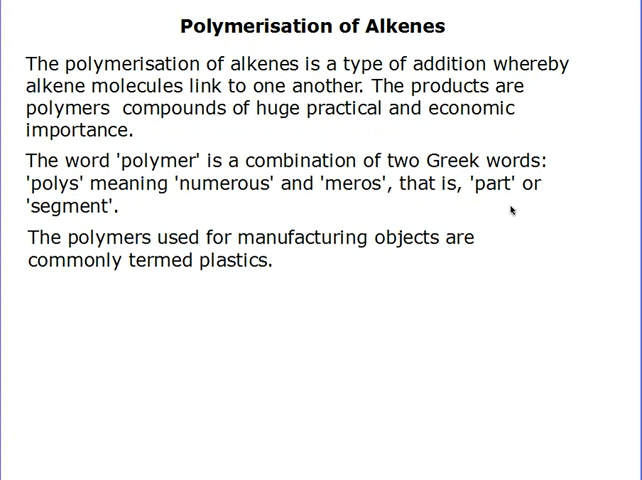 Polymerisation of Alkenes
The polymerisation of alkenes is a type of addition whereby
alkene molecules link to one another. The products are
polymers  compounds of huge practical and economic
importance.
The word 'polymer' is a combination of two Greek words:
'polys' meaning 'numerous' and 'meros', that is, 'part' or
'segment'.
The polymers used for manufacturing objects are
commonly termed plastics.